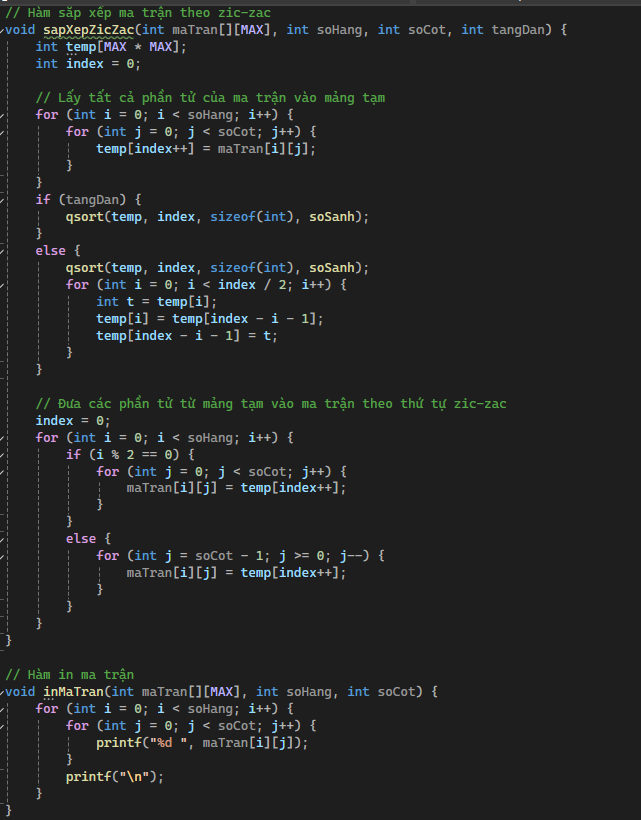 // Hàm sắp xếp ma trận theo zic-zac
void sapXepZicZac(int maTran[][MAX], int soHang, int soCot, int tangDan) {
    int temp[MAX * MAX];
    int index = 0;

    // Lấy tất cả phần tử của ma trận vào mảng tạm
    for (int i = 0; i < soHang; i++) {
        for (int j = 0; j < soCot; j++) {
            temp[index++] = maTran[i][j];
        }
    }
    if (tangDan) {
        qsort(temp, index, sizeof(int), soSanh);
    }
    else {
        qsort(temp, index, sizeof(int), soSanh);
        for (int i = 0; i < index / 2; i++) {
            int t = temp[i];
            temp[i] = temp[index - i - 1];
            temp[index - i - 1] = t;
        }
    }

    // Đưa các phần tử từ mảng tạm vào ma trận theo thứ tự zic-zac
    index = 0;
    for (int i = 0; i < soHang; i++) {
        if (i % 2 == 0) {
            for (int j = 0; j < soCot; j++) {
                maTran[i][j] = temp[index++];
            }
        }
        else {
            for (int j = soCot - 1; j >= 0; j--) {
                maTran[i][j] = temp[index++];
            }
        }
    }
}

// Hàm in ma trận
void inMaTran(int maTran[][MAX], int soHang, int soCot) {
    for (int i = 0; i < soHang; i++) {
        for (int j = 0; j < soCot; j++) {
            printf("%d ", maTran[i][j]);
        }
        printf("\n");
    }
}